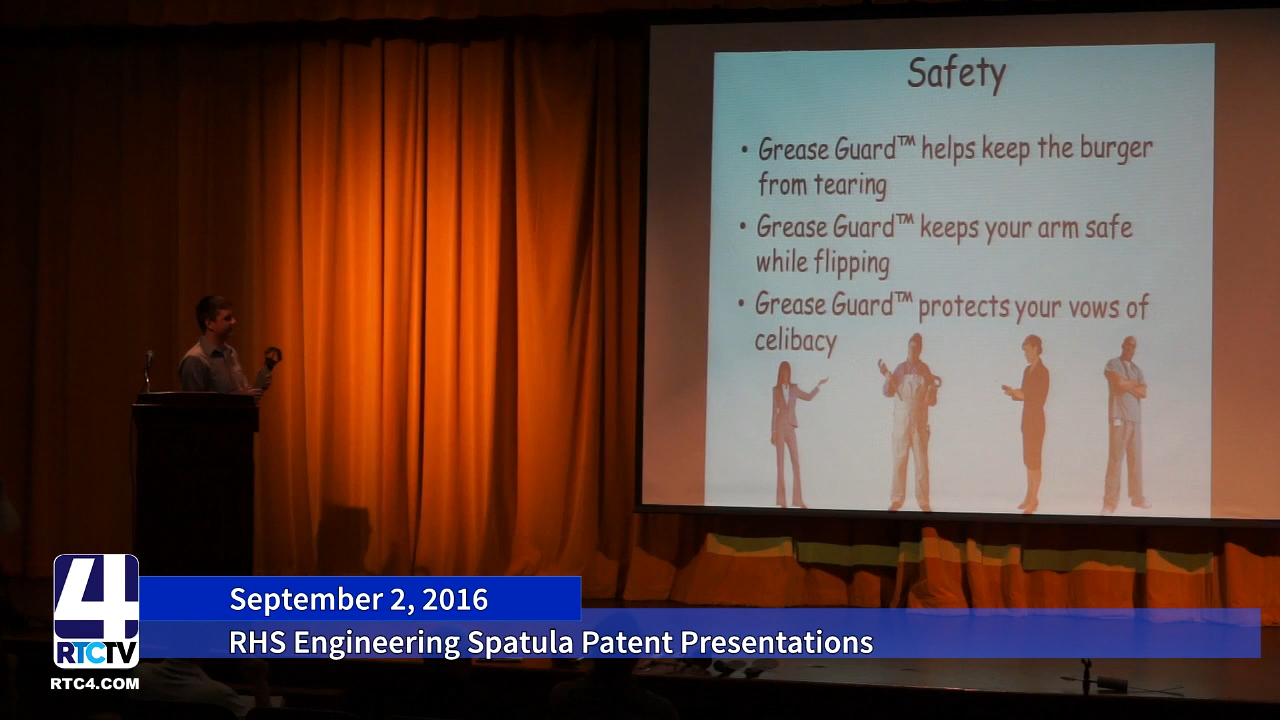 Safety
• Grease Guard™ helps keep the burger
from tearing
• Grease Guard™ keeps your arm safe
while flipping
• Grease Guard™ protects your vows of
celibacy
4
RTCTV
RTC4.COM
September 2, 2016
RHS Engineering Spatula Patent Presentations